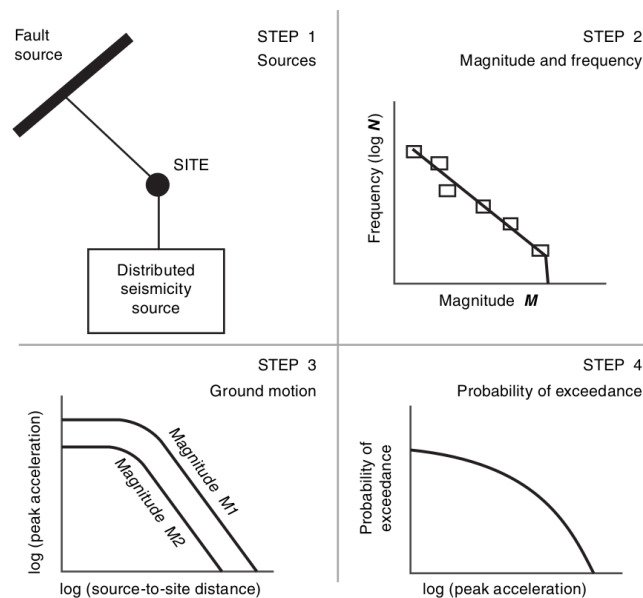 STEP 1
Sources
Fault
source
SITE
Distributed
seismicity
source
STEP 2
Magnitude and frequency
Frequency (log N)
Magnitude M
STEP 3
Ground motion
log (peak acceleration)
Magnitude M1
Magnitude M2
log (source-to-site distance)
STEP 4
Probability of exceedance
Probability of
exceedance
log (peak acceleration)